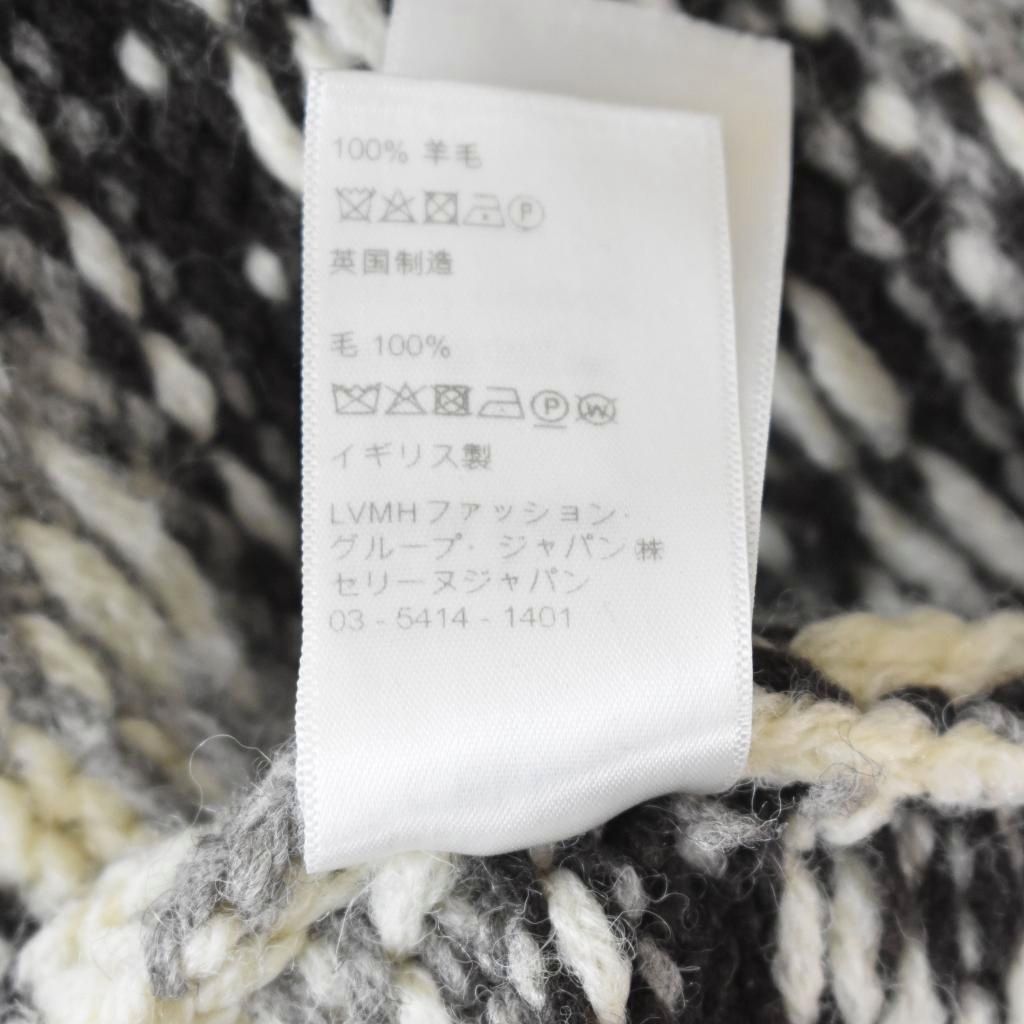 100% 羊毛
P
英国制造
毛 100%
P W
イギリス製
LVMHファッション·
グループ· ジャパン㈱
セリーヌジャパン
03 - 5414 - 1401